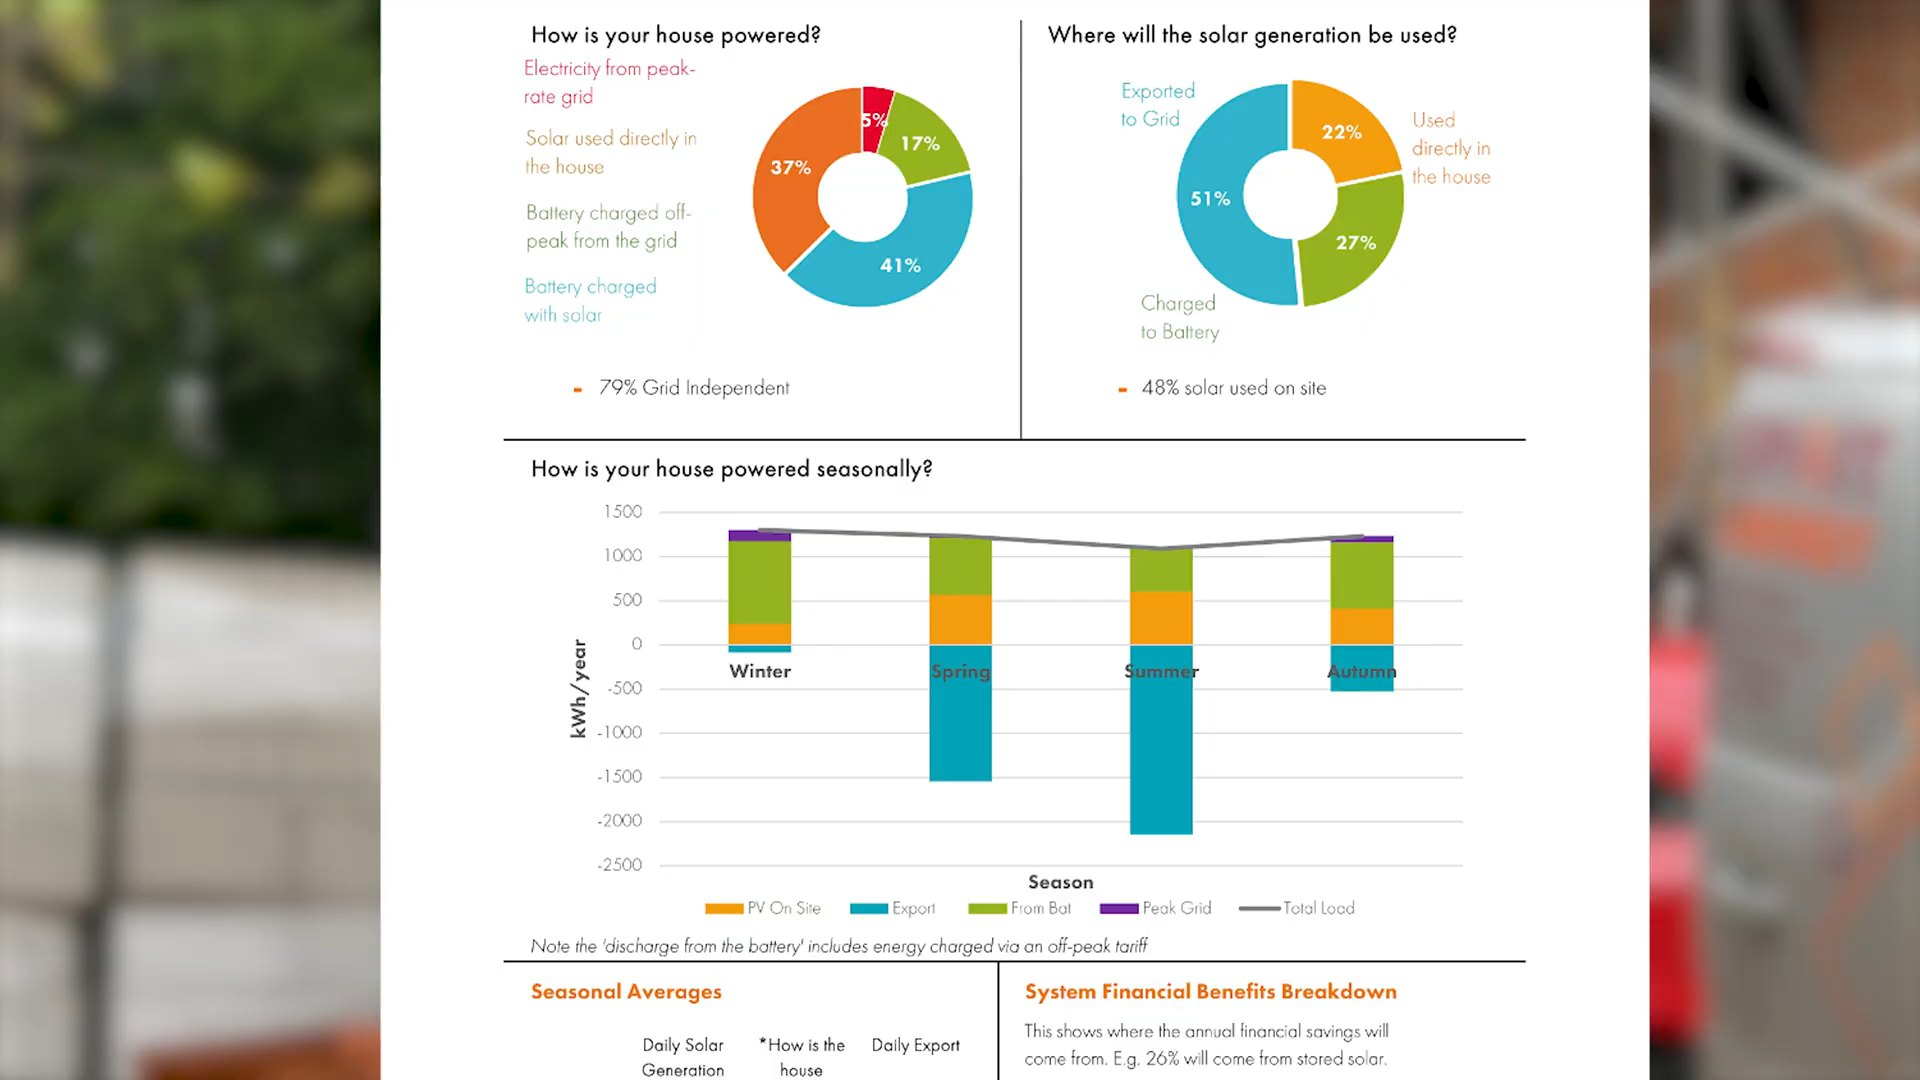 How is your house powered?
Electricity from peak-
rate grid
Solar used directly in
the house
Battery charged off-
peak from the grid
Battery charged
with solar
5%
17%
37%
41%
- 79% Grid Independent
Where will the solar generation be used?
Exported
to Grid
Used
directly in
the house
Charged
to Battery
22%
51%
27%
- 48% solar used on site
How is your house powered seasonally?
1500
1000
500
0
-500
-1000
-1500
-2000
-2500
kWh/year
Winter
Spring
Summer
Autumn
Season
PV On Site
Export
From Bat
Peak Grid
Total Load
Note the 'discharge from the battery' includes energy charged via an off-peak tariff
Seasonal Averages
Daily Solar
Generation
*How is the
house
Daily Export
System Financial Benefits Breakdown
This shows where the annual financial savings will
come from. E.g. 26% will come from stored solar.